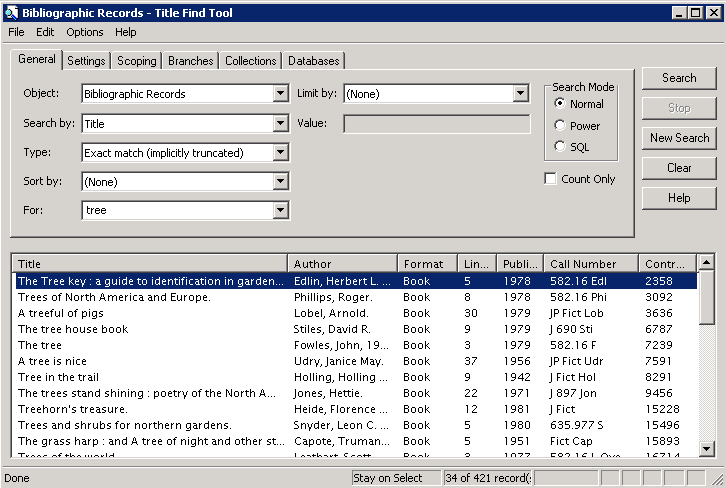 Bibliographic Records - Title Find Tool
File Edit Options Help
General Settings Scoping Branches Collections Databases
Object: Bibliographic Records Limit by: (None) Search Mode Search
Search by: Title Value: Normal Stop
Power
Type: Exact match (implicitly truncated) SQL New Search
Sort by: (None) Count Only Clear
For: tree Help
Title Author Format Lin... Publi... Call Number Contr...
The Tree key : a guide to identification in garden... Edlin, Herbert L. ... Book 5 1978 582.16 Edl 2358
Trees of North America and Europe. Phillips, Roger. Book 8 1978 582.16 Phi 3092
A treeful of pigs Lobel, Arnold. Book 30 1979 JP Fict Lob 3636
The tree house book Stiles, David R. Book 9 1979 J 690 Sti 6787
The tree Fowles, John, 19... Book 3 1979 582.16 F 7239
A tree is nice Udry, Janice May. Book 37 1956 JP Fict Udr 7591
Tree in the trail Holling, Holling ... Book 9 1942 J Fict Hol 8291
The trees stand shining : poetry of the North A... Jones, Hettie. Book 22 1971 J 897 Jon 9456
Treehorn's treasure. Heide, Florence ... Book 12 1981 J Fict 15228
Trees and shrubs for northern gardens. Snyder, Leon C. ... Book 5 1980 635.977 S 15496
The grass harp : and A tree of night and other st... Capote, Truman... Book 5 1951 Fict Cap 15893
Trees of the world Leathart, Scott Book 3 1977 582.16 L Ove 16714
Done Stay on Select 34 of 421 record(